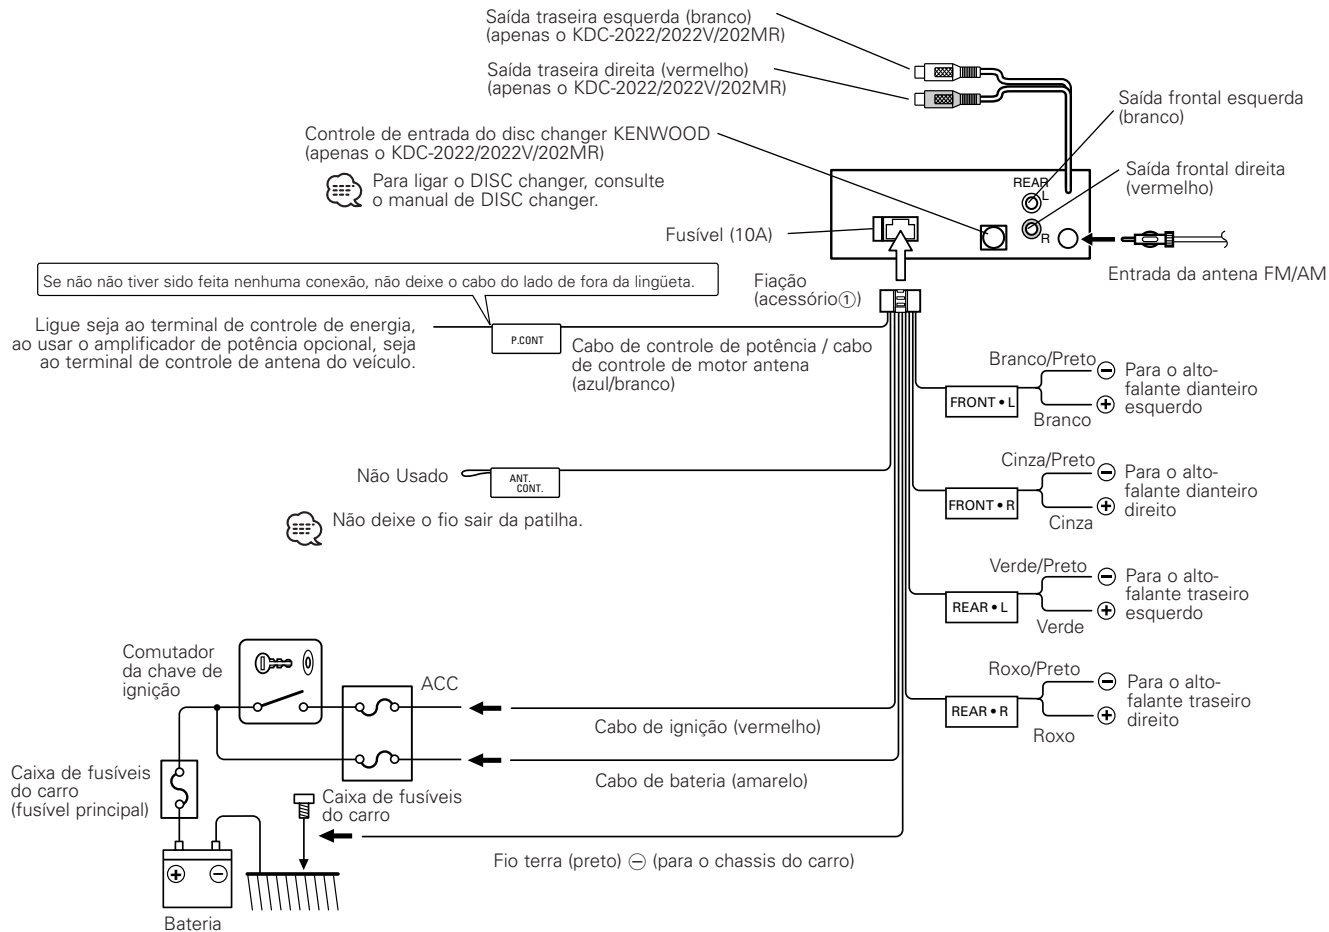 Saída traseira esquerda (branco)
(apenas o KDC-2022/2022V/202MR)
Saída traseira direita (vermelho)
(apenas o KDC-2022/2022V/202MR)
Saída frontal esquerda
(branco)
Controle de entrada do disc changer KENWOOD
(apenas o KDC-2022/2022V/202MR)
Para ligar o DISC changer, consulte
o manual de DISC changer.
Saída frontal direita
(vermelho)
REAR
L
R
Fusível (10A)
Entrada da antena FM/AM
Fiação
(acessório①)
Se não não tiver sido feita nenhuma conexão, não deixe o cabo do lado de fora da lingüeta.
Ligue seja ao terminal de controle de energia,
ao usar o amplificador de potência opcional, seja
ao terminal de controle de antena do veículo.
P.CONT
Cabo de controle de potência / cabo
de controle de motor antena
(azul/branco)
Branco/Preto
⊖
FRONT • L
Branco
⊕
Para o alto-
falante dianteiro
esquerdo
Não Usado
ANT.
CONT.
Não deixe o fio sair da patilha.
Cinza/Preto
⊖
FRONT • R
Cinza
⊕
Para o alto-
falante dianteiro
direito
Verde/Preto
⊖
REAR • L
Verde
⊕
Para o alto-
falante traseiro
esquerdo
Roxo/Preto
⊖
REAR • R
Roxo
⊕
Para o alto-
falante traseiro
direito
Comutador
da chave de
ignição
ACC
Cabo de ignição (vermelho)
Cabo de bateria (amarelo)
Caixa de fusíveis
do carro
(fusível principal)
Caixa de fusíveis
do carro
Fio terra (preto) ⊖ (para o chassis do carro)
⊕ ⊖
Bateria